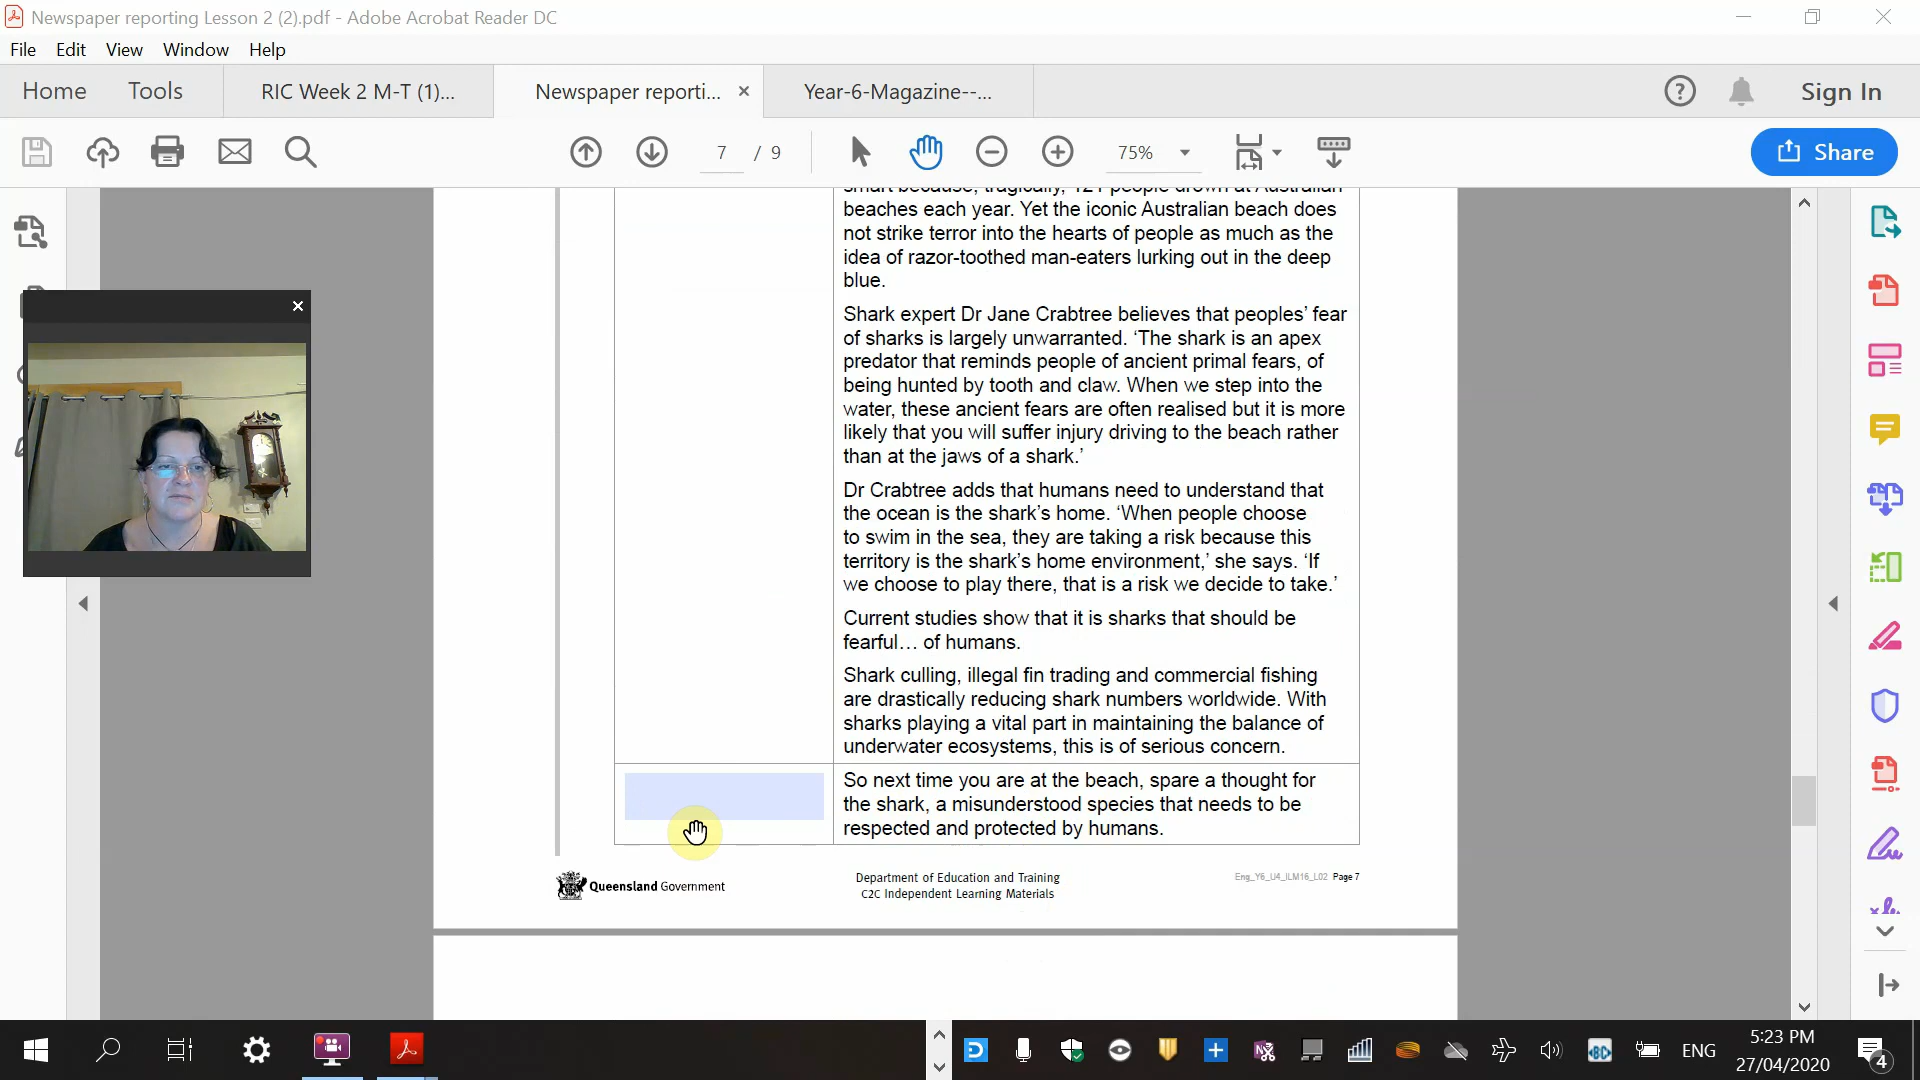 Newspaper reporting Lesson 2 (2).pdf - Adobe Acrobat Reader DC
File Edit View Window Help
Home Tools RIC Week 2 M-T (1)... Newspaper reporti... Year-6-Magazine--... Sign In
7 / 9 75% Share
beaches each year. Yet the iconic Australian beach does
not strike terror into the hearts of people as much as the
idea of razor-toothed man-eaters lurking out in the deep
blue.
Shark expert Dr Jane Crabtree believes that peoples' fear
of sharks is largely unwarranted. 'The shark is an apex
predator that reminds people of ancient primal fears, of
being hunted by tooth and claw. When we step into the
water, these ancient fears are often realised but it is more
likely that you will suffer injury driving to the beach rather
than at the jaws of a shark.'
Dr Crabtree adds that humans need to understand that
the ocean is the shark's home. 'When people choose
to swim in the sea, they are taking a risk because this
territory is the shark's home environment,' she says. 'If
we choose to play there, that is a risk we decide to take.'
Current studies show that it is sharks that should be
fearful… of humans.
Shark culling, illegal fin trading and commercial fishing
are drastically reducing shark numbers worldwide. With
sharks playing a vital part in maintaining the balance of
underwater ecosystems, this is of serious concern.
So next time you are at the beach, spare a thought for
the shark, a misunderstood species that needs to be
respected and protected by humans.
Queensland Government
Department of Education and Training
C2C Independent Learning Materials
Eng_Y6_U4_ILM16_L02 Page 7
ENG
5:23 PM
27/04/2020
4